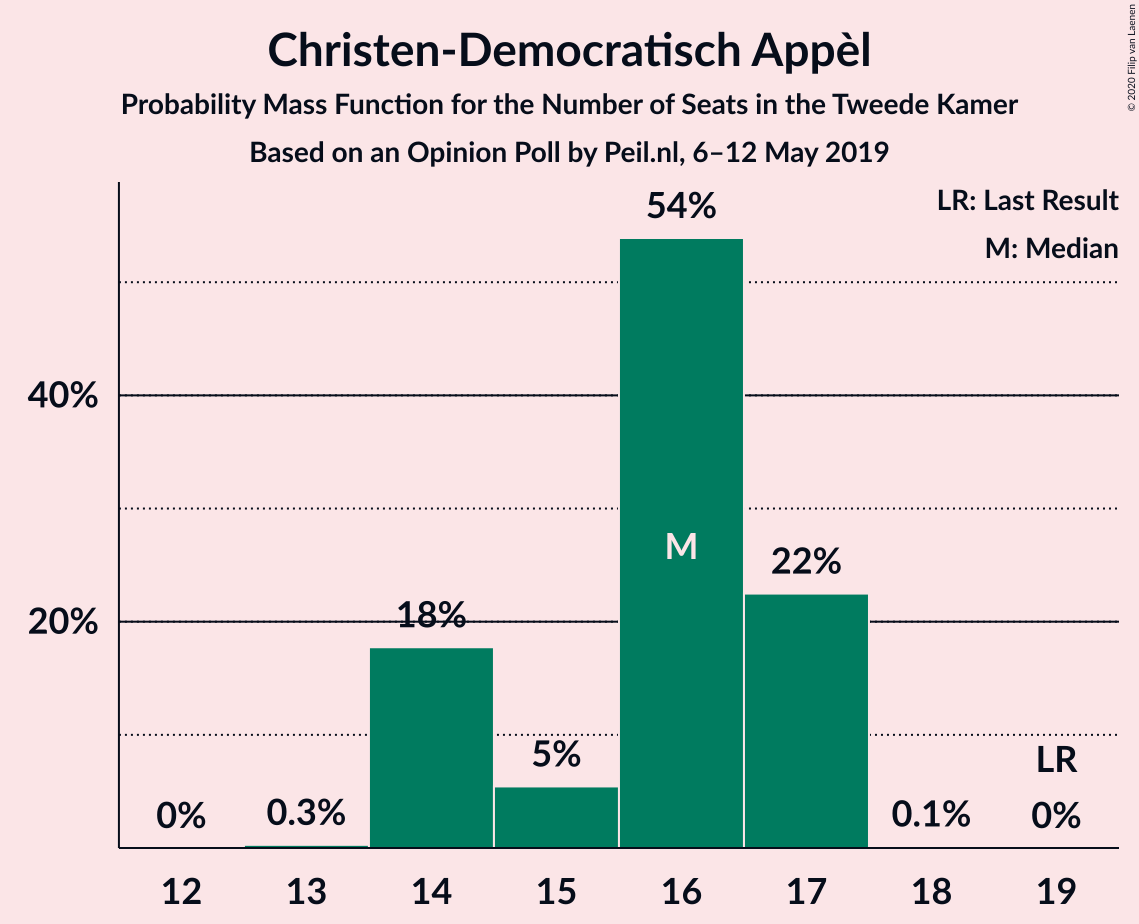 Christen-Democratisch Appèl
Probability Mass Function for the Number of Seats in the Tweede Kamer
Based on an Opinion Poll by Peil.nl, 6–12 May 2019
© 2020 Filip van Laenen
LR: Last Result
M: Median
54%
40%
M
22%
20%
18%
5%
LR
0%
0.3%
0.1%
0%
12 13 14 15 16 17 18 19